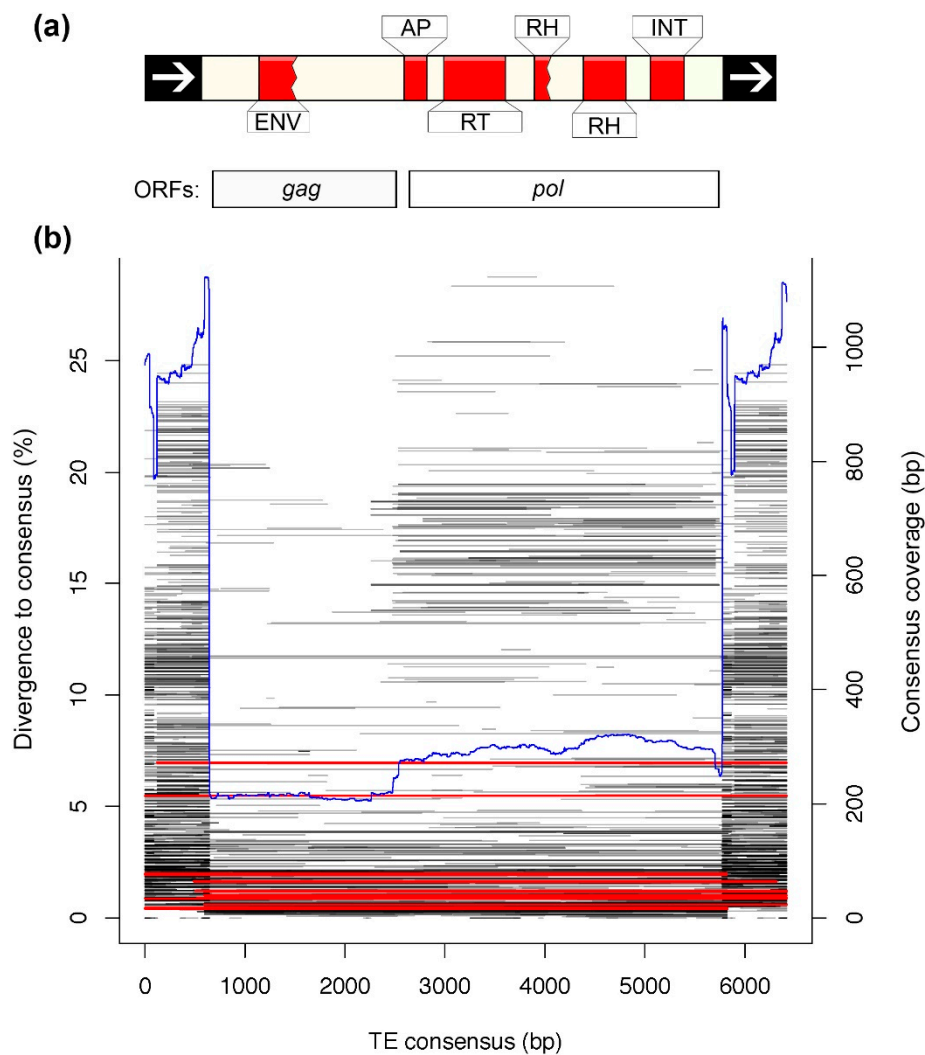 (a)
AP RH INT
ENV RT RH
ORFs: gag pol
(b)
Divergence to consensus (%)
0 5 10 15 20 25
Consensus coverage (bp)
0 200 400 600 800 1000
0 1000 2000 3000 4000 5000 6000
TE consensus (bp)